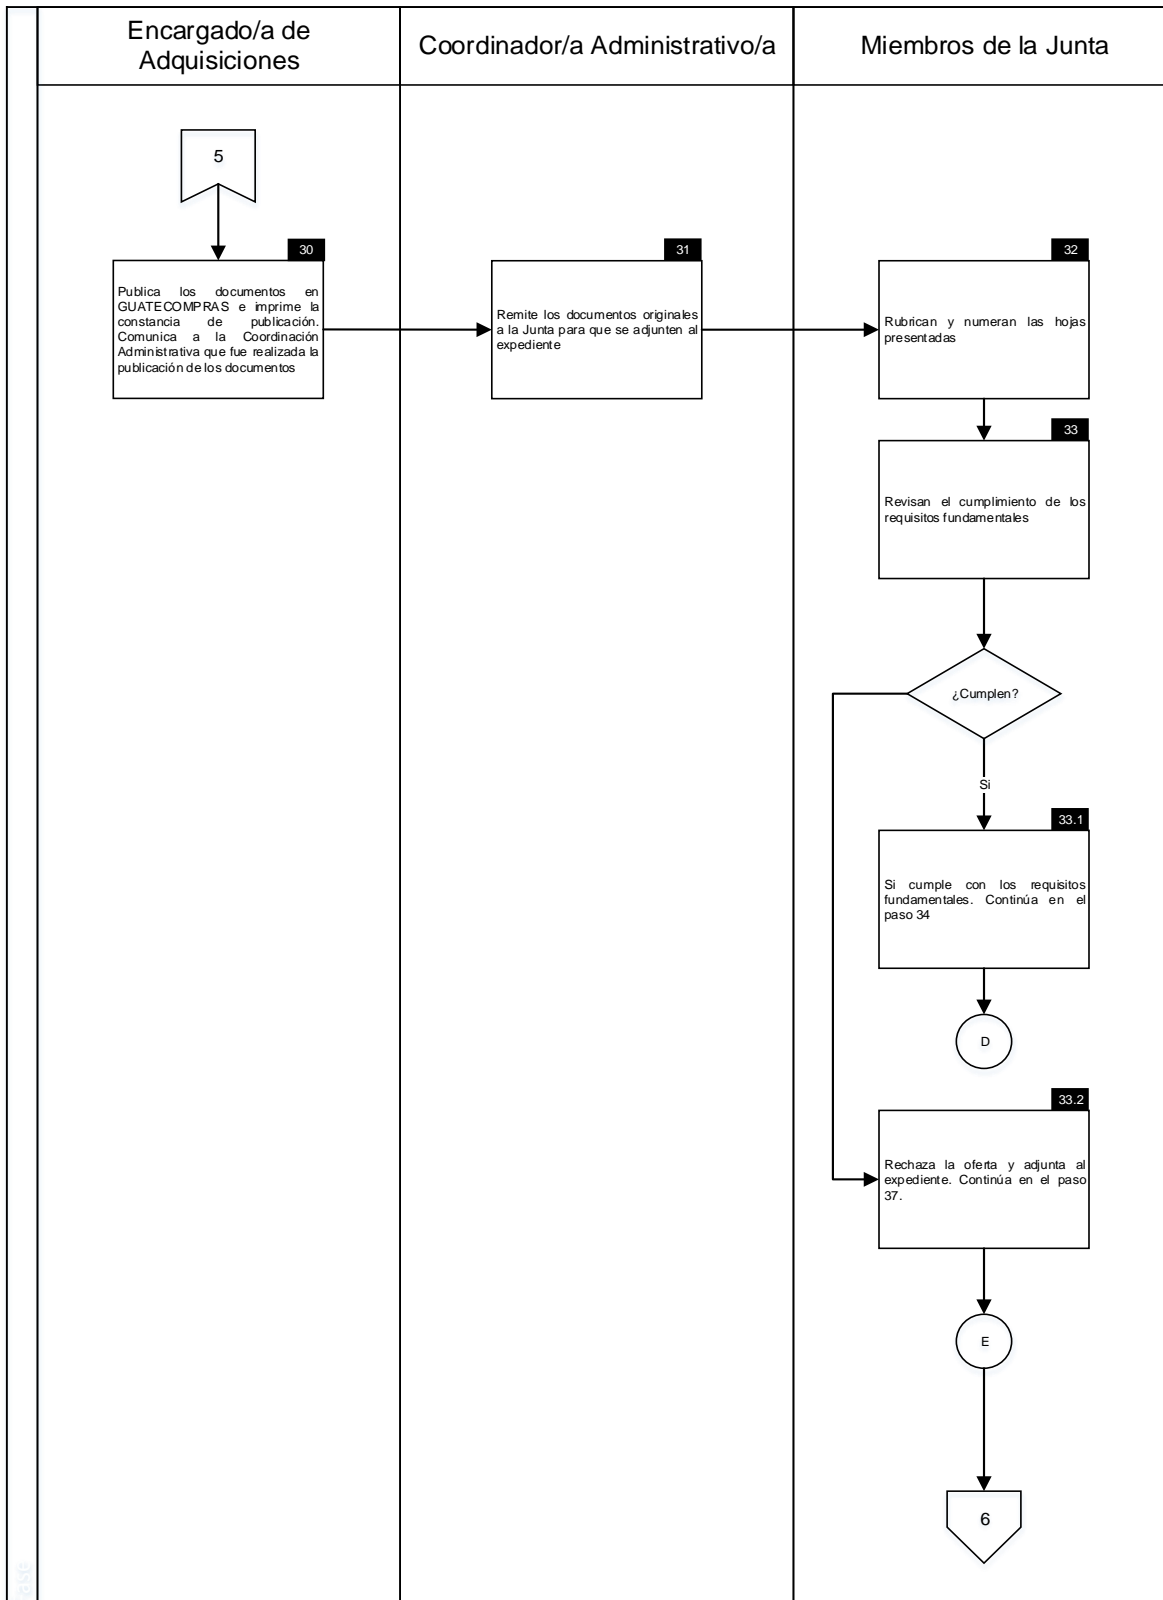 Encargado/a de
Adquisiciones
Coordinador/a Administrativo/a
Miembros de la Junta
5
30
Publica los documentos en
GUATECOMPRAS e imprime la
constancia de publicación.
Comunica a la Coordinación
Administrativa que fue realizada la
publicación de los documentos
31
Remite los documentos originales
a la Junta para que se adjunten al
expediente
32
Rubrican y numeran las hojas
presentadas
33
Revisan el cumplimiento de los
requisitos fundamentales
¿Cumplen?
Si
33.1
Si cumple con los requisitos
fundamentales. Continúa en el
paso 34
D
33.2
Rechaza la oferta y adjunta al
expediente. Continúa en el paso
37.
E
6
Fase